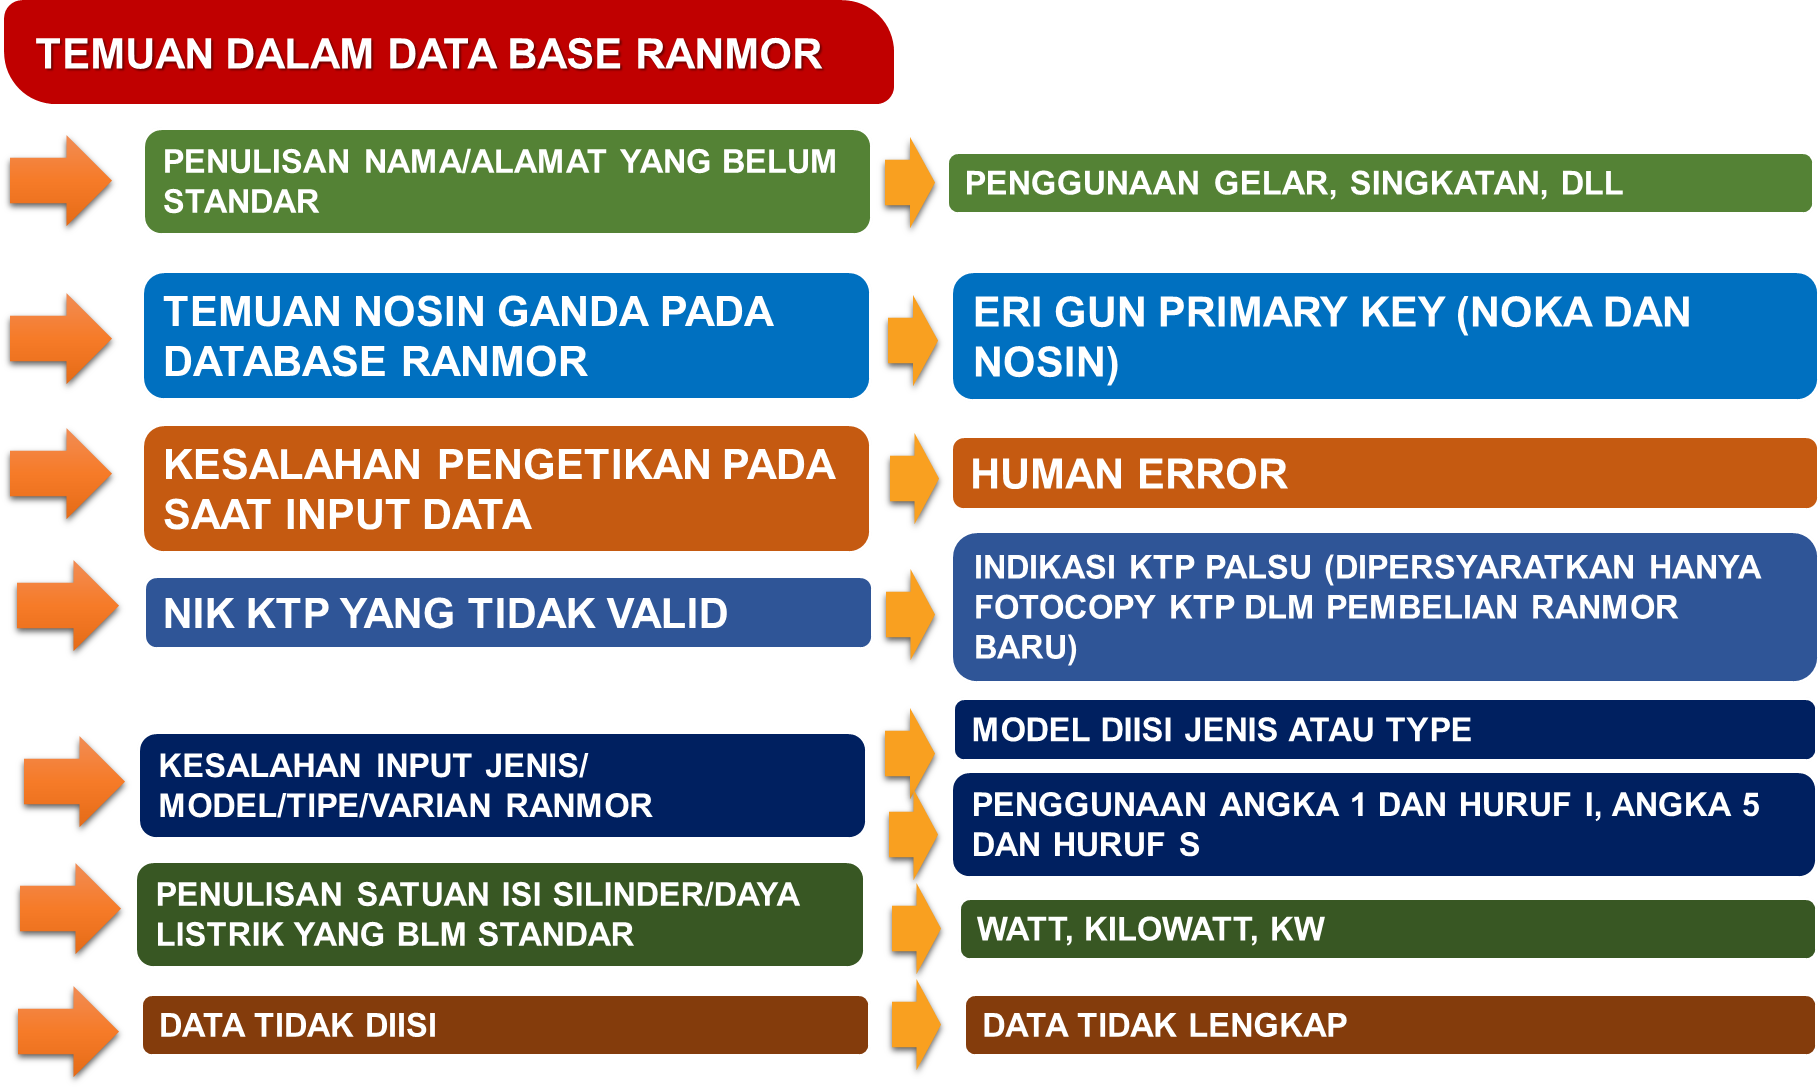 TEMUAN DALAM DATA BASE RANMOR
PENULISAN NAMA/ALAMAT YANG BELUM
STANDAR
PENGGUNAAN GELAR, SINGKATAN, DLL
TEMUAN NOSIN GANDA PADA
DATABASE RANMOR
ERI GUN PRIMARY KEY (NOKA DAN
NOSIN)
KESALAHAN PENGETIKAN PADA
SAAT INPUT DATA
HUMAN ERROR
NIK KTP YANG TIDAK VALID
INDIKASI KTP PALSU (DIPERSYARATKAN HANYA
FOTOCOPY KTP DLM PEMBELIAN RANMOR
BARU)
KESALAHAN INPUT JENIS/
MODEL/TIPE/VARIAN RANMOR
MODEL DIISI JENIS ATAU TYPE
PENGGUNAAN ANGKA 1 DAN HURUF I, ANGKA 5
DAN HURUF S
PENULISAN SATUAN ISI SILINDER/DAYA
LISTRIK YANG BLM STANDAR
WATT, KILOWATT, KW
DATA TIDAK DIISI
DATA TIDAK LENGKAP